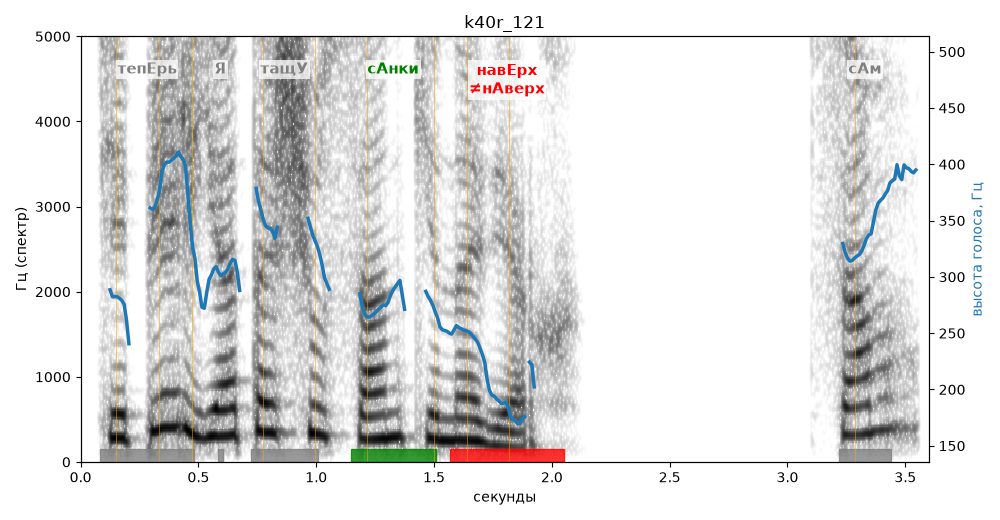 k40r_121
5000
4000
3000
2000
1000
0
Гц (спектр)
500
450
400
350
300
250
200
150
высота голоса, Гц
тепЕрь Я тащУ сАнки навЕрх сАм
≠нАверх
0.0 0.5 1.0 1.5 2.0 2.5 3.0 3.5
секунды